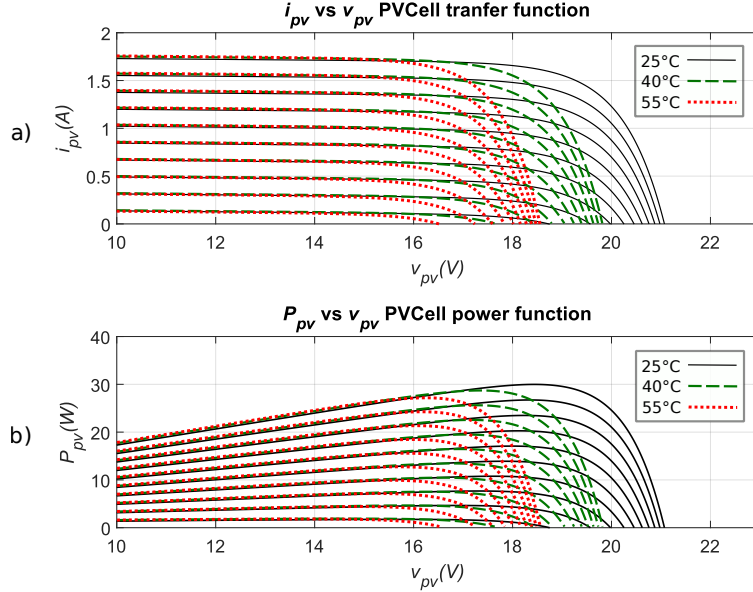 i_pv vs v_pv PVCell tranfer function
a)
i_pv(A)
2
1.5
1
0.5
0
25°C
40°C
55°C
10 12 14 16 18 20 22
v_pv(V)
P_pv vs v_pv PVCell power function
b)
P_pv(W)
40
30
20
10
0
25°C
40°C
55°C
10 12 14 16 18 20 22
v_pv(V)